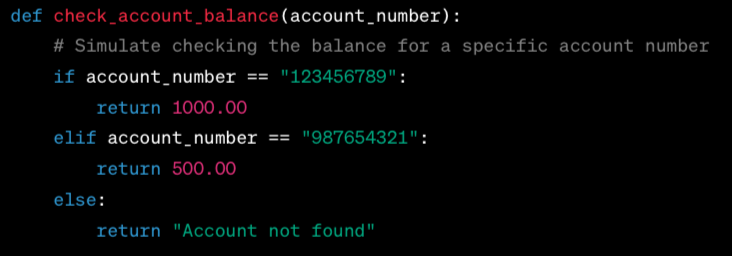 def check_account_balance(account_number):
    # Simulate checking the balance for a specific account number
    if account_number == "123456789":
        return 1000.00
    elif account_number == "987654321":
        return 500.00
    else:
        return "Account not found"